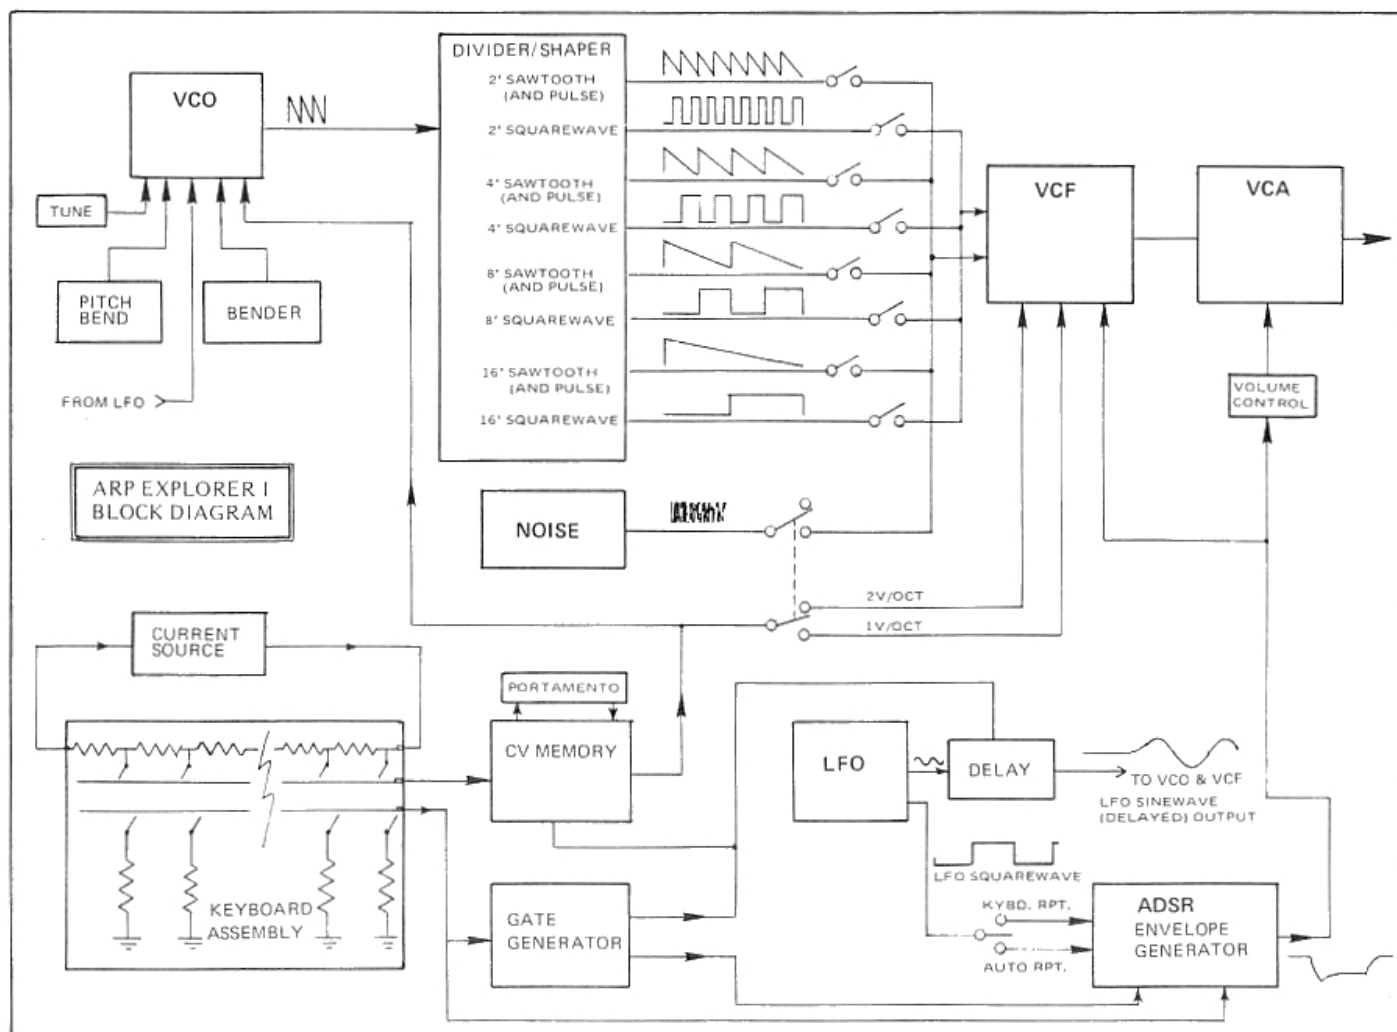 DIVIDER/SHAPER
VCO
2' SAWTOOTH
(AND PULSE)
2' SQUAREWAVE
4' SAWTOOTH
(AND PULSE)
4' SQUAREWAVE
8' SAWTOOTH
(AND PULSE)
8' SQUAREWAVE
16' SAWTOOTH
(AND PULSE)
16' SQUAREWAVE
VCF
VCA
TUNE
PITCH
BEND
BENDER
FROM LFO
VOLUME
CONTROL
ARP EXPLORER I
BLOCK DIAGRAM
NOISE
2V/OCT
1V/OCT
CURRENT
SOURCE
PORTAMENTO
CV MEMORY
LFO
DELAY
TO VCO & VCF
LFO SINEWAVE
(DELAYED) OUTPUT
LFO SQUAREWAVE
KEYBOARD
ASSEMBLY
GATE
GENERATOR
KYBD. RPT.
AUTO RPT.
ADSR
ENVELOPE
GENERATOR